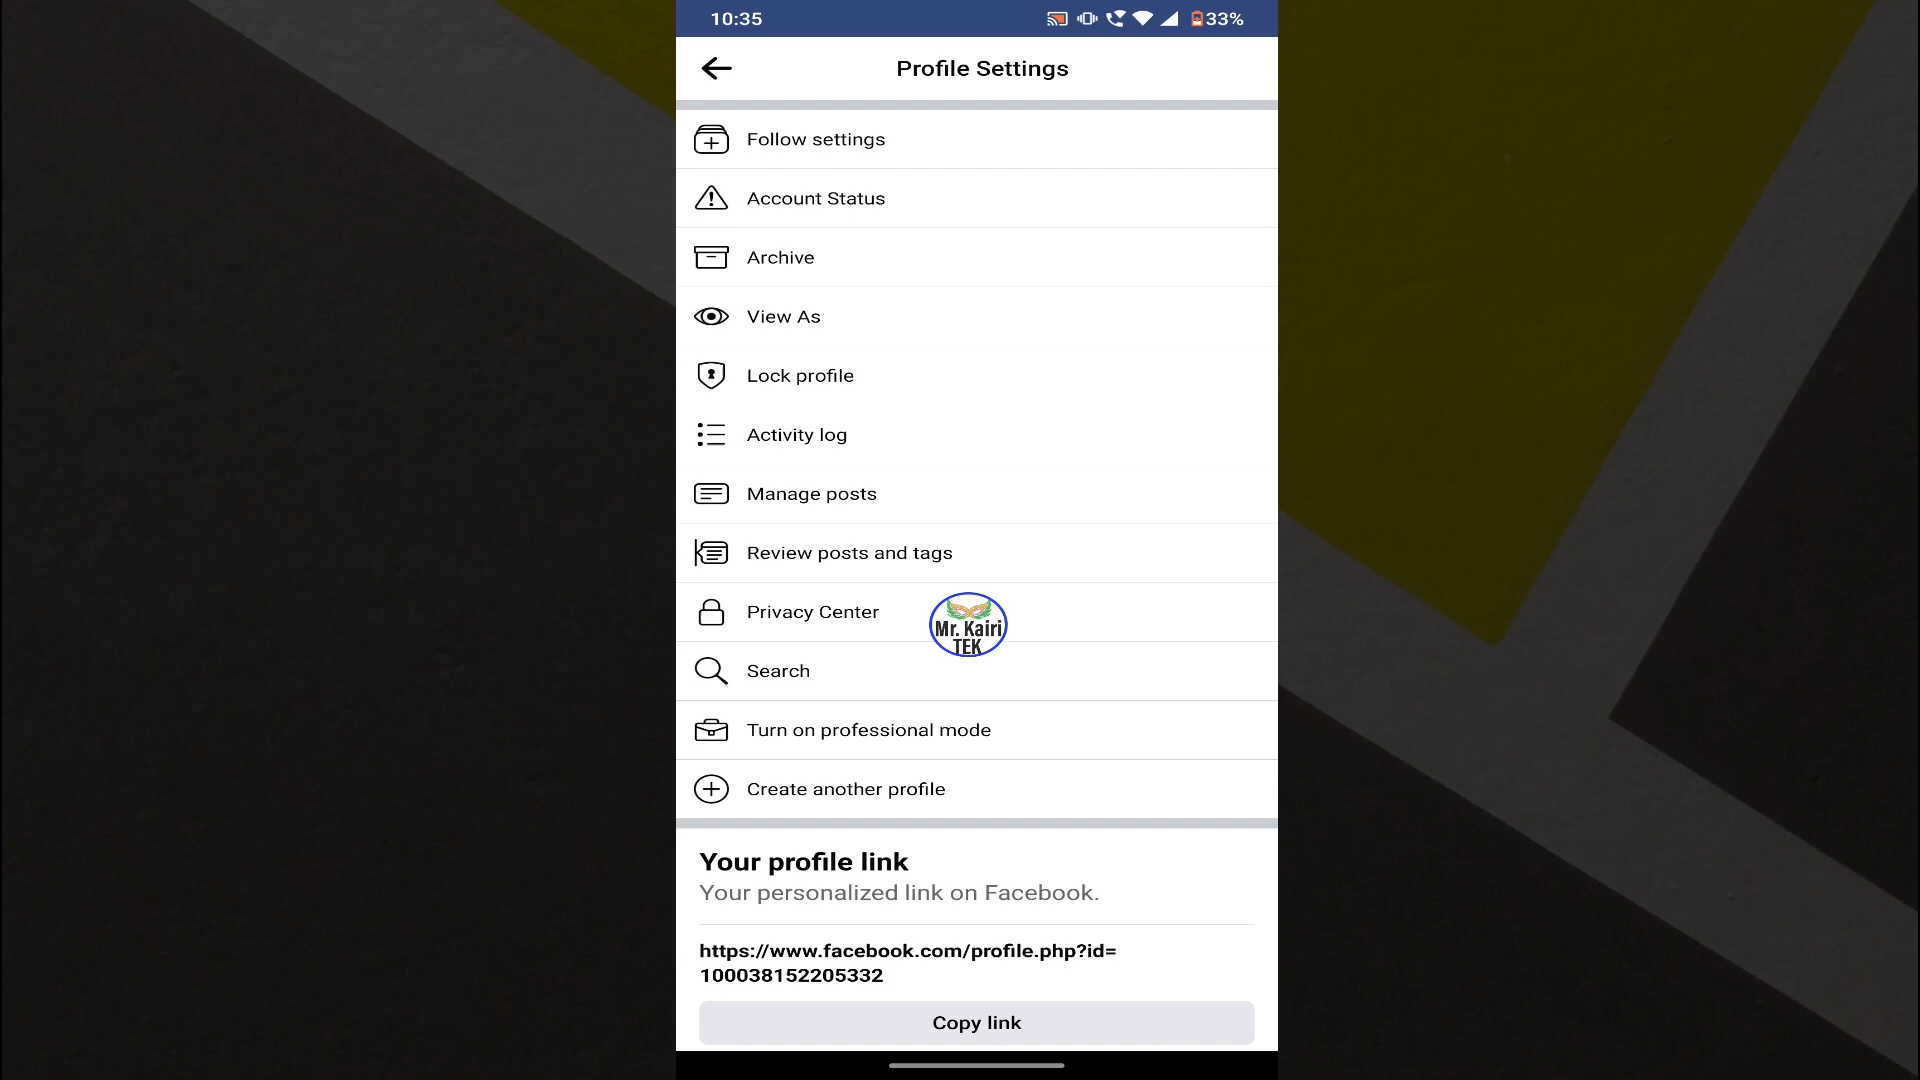 10:35
33%
Profile Settings
Follow settings
Account Status
Archive
View As
Lock profile
Activity log
Manage posts
Review posts and tags
Privacy Center
Mr. Kairi
TEK
Search
Turn on professional mode
Create another profile
Your profile link
Your personalized link on Facebook.
https://www.facebook.com/profile.php?id=
100038152205332
Copy link